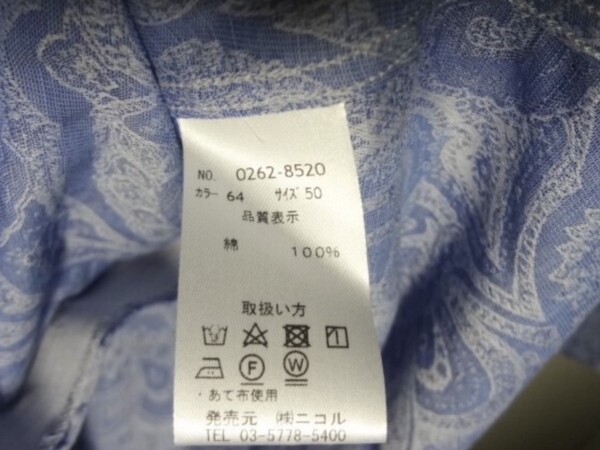 NO. 0262-8520
カラー 64 サイズ 50
品質表示
綿 100%
取扱い方
F W
・あて布使用
発売元 ㈱ニコル
TEL 03-5778-5400